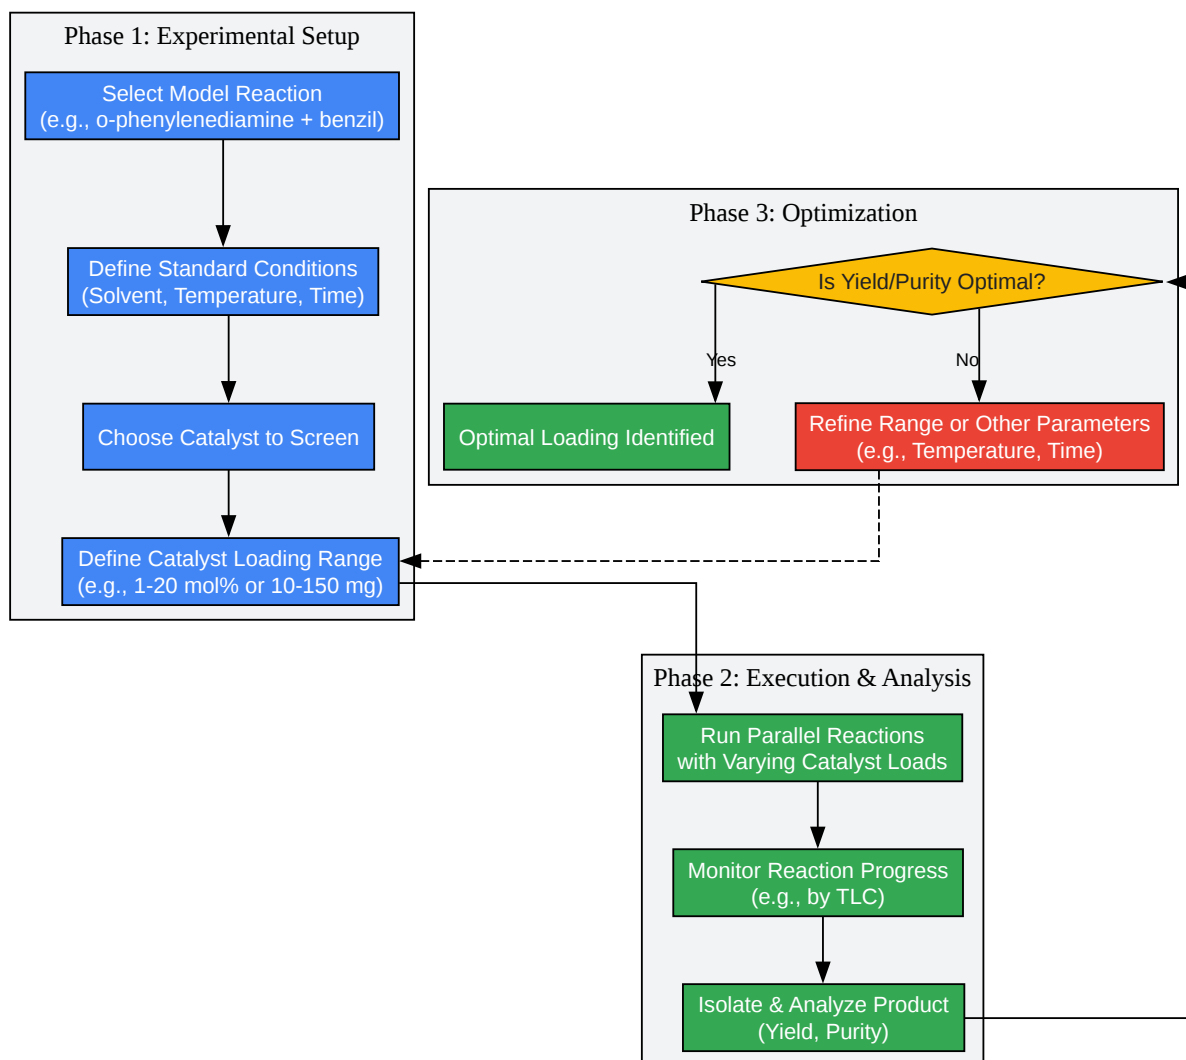 Phase 1: Experimental Setup
Select Model Reaction
(e.g., o-phenylenediamine + benzil)
Define Standard Conditions
(Solvent, Temperature, Time)
Choose Catalyst to Screen
Define Catalyst Loading Range
(e.g., 1-20 mol% or 10-150 mg)
Phase 3: Optimization
Is Yield/Purity Optimal?
Yes
No
Optimal Loading Identified
Refine Range or Other Parameters
(e.g., Temperature, Time)
Phase 2: Execution & Analysis
Run Parallel Reactions
with Varying Catalyst Loads
Monitor Reaction Progress
(e.g., by TLC)
Isolate & Analyze Product
(Yield, Purity)